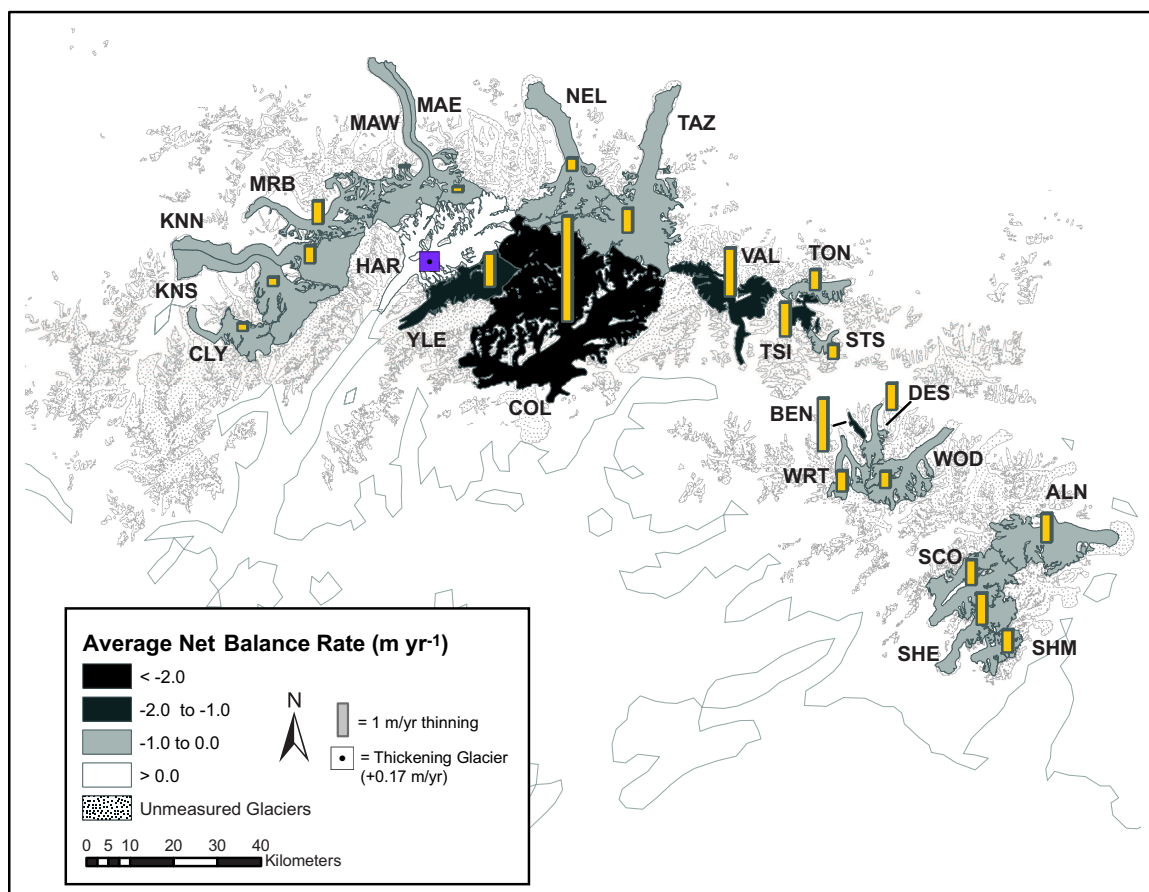 NEL
MAE
TAZ
MAW
MRB
KNN
VAL
TON
HAR
KNS
YLE
TSI
STS
CLY
DES
COL
BEN
WOD
WRT
ALN
SCO
SHE
SHM
Average Net Balance Rate (m yr-1)
< -2.0
-2.0 to -1.0
-1.0 to 0.0
> 0.0
Unmeasured Glaciers
N
= 1 m/yr thinning
= Thickening Glacier
(+0.17 m/yr)
0 5 10 20 30 40
Kilometers